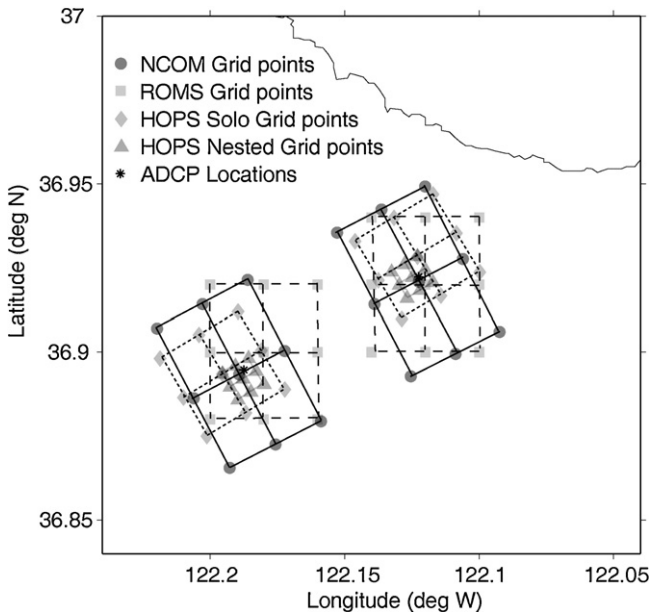 37
NCOM Grid points
ROMS Grid points
HOPS Solo Grid points
HOPS Nested Grid points
ADCP Locations
36.95
Latitude (deg N)
36.9
36.85
122.2 122.15 122.1 122.05
Longitude (deg W)